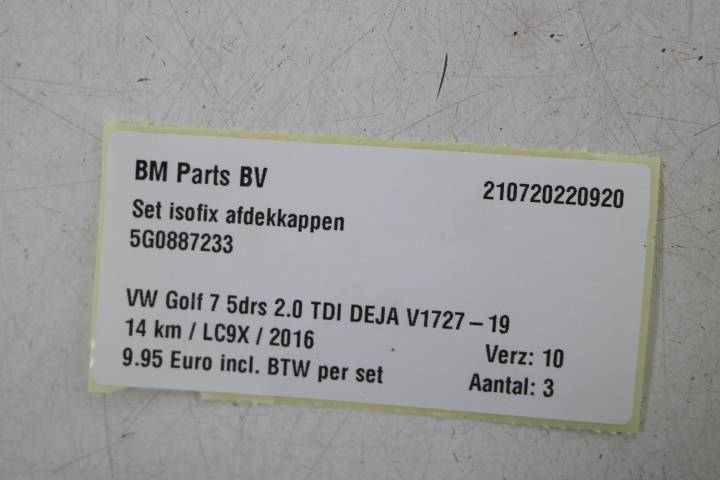 BM Parts BV
210720220920
Set isofix afdekkappen
5G0887233
VW Golf 7 5drs 2.0 TDI DEJA V1727 – 19
14 km / LC9X / 2016
Verz: 10
9.95 Euro incl. BTW per set
Aantal: 3